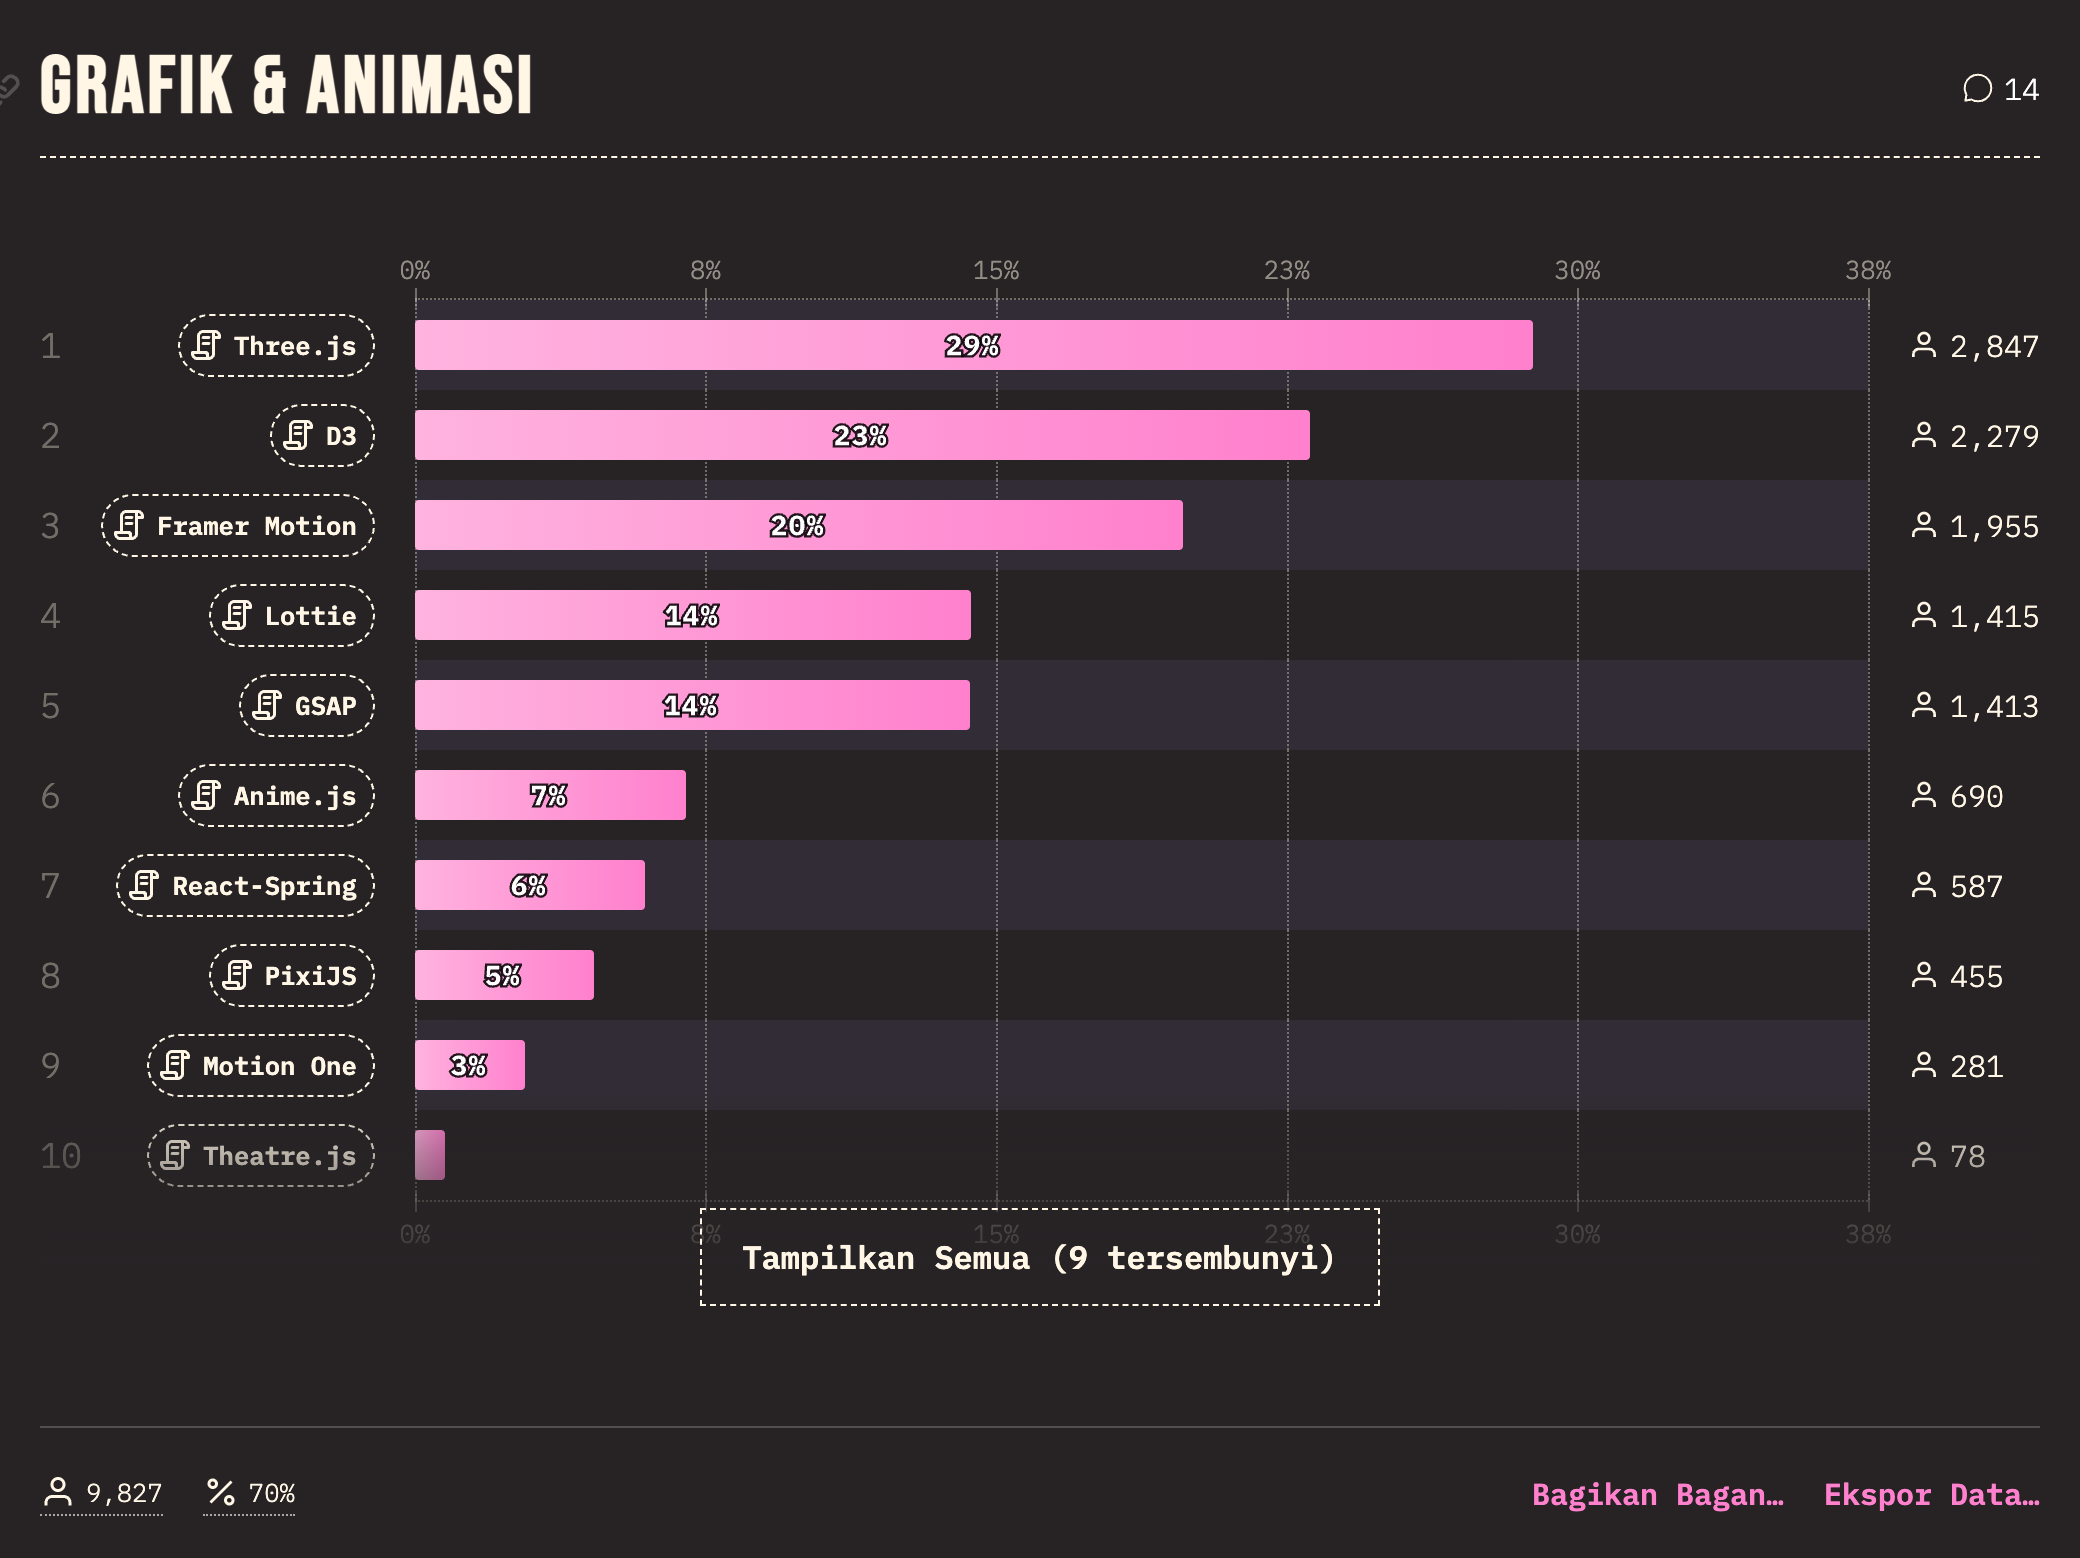 GRAFIK & ANIMASI
14
0% 8% 15% 23% 30% 38%
1 Three.js 29% 2,847
2 D3 23% 2,279
3 Framer Motion 20% 1,955
4 Lottie 14% 1,415
5 GSAP 14% 1,413
6 Anime.js 7% 690
7 React-Spring 6% 587
8 PixiJS 5% 455
9 Motion One 3% 281
10 Theatre.js 78
0% 8% 15% 23% 30% 38%
Tampilkan Semua (9 tersembunyi)
9,827 70% Bagikan Bagan… Ekspor Data…